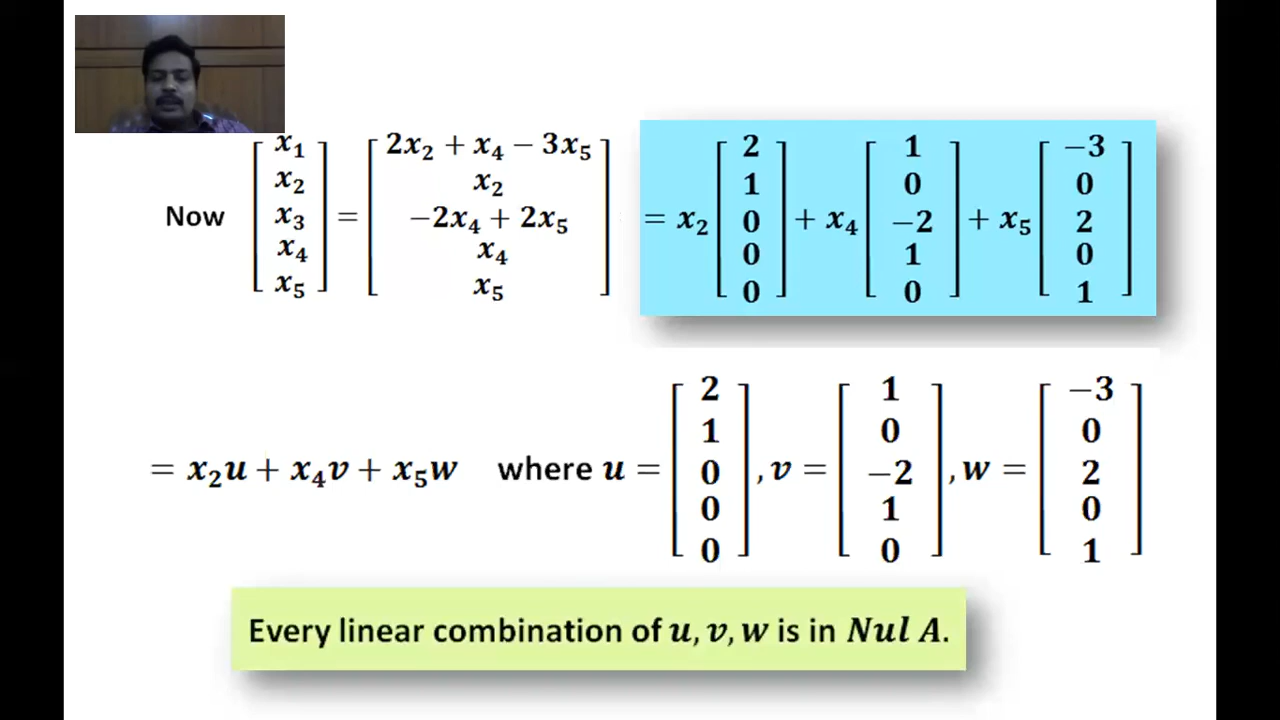 Now [x₁ x₂ x₃ x₄ x₅] = [2x₂ + x₄ − 3x₅ x₂ −2x₄ + 2x₅ x₄ x₅] = x₂ [2 1 0 0 0] + x₄ [1 0 −2 1 0] + x₅ [−3 0 2 0 1]
= x₂u + x₄v + x₅w where u = [2 1 0 0 0], v = [1 0 −2 1 0], w = [−3 0 2 0 1]
Every linear combination of u, v, w is in Nul A.